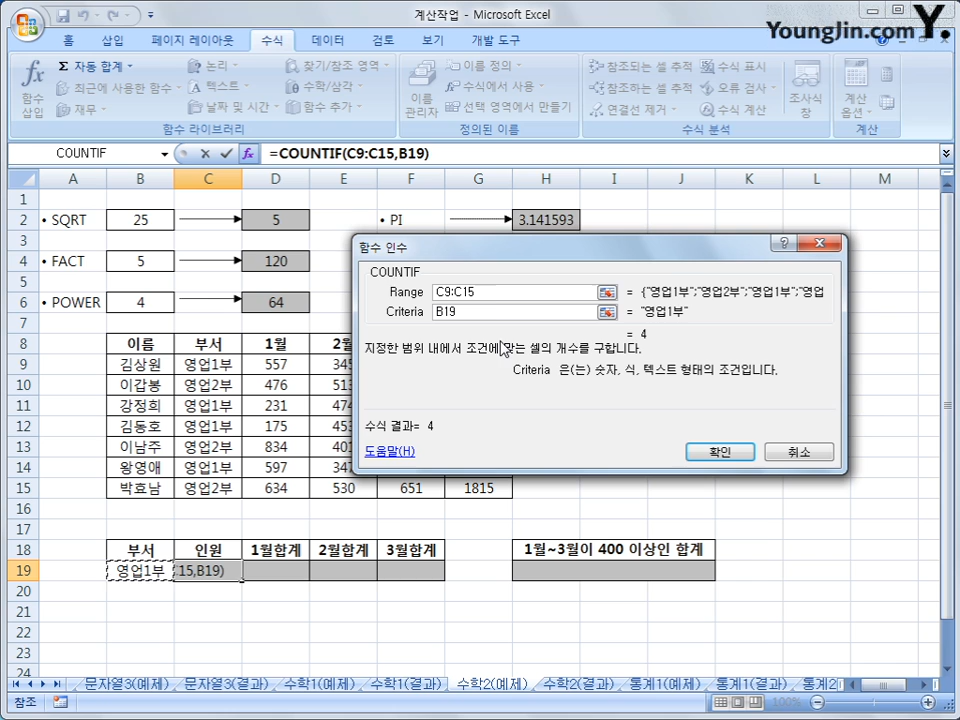 계산작업 - Microsoft Excel
YoungJin.com Y.
홈 삽입 페이지 레이아웃 수식 데이터 검토 보기 개발 도구
함수 삽입
Σ 자동 합계
최근에 사용한 함수
재무
논리
텍스트
날짜 및 시간
찾기/참조 영역
수학/삼각
함수 추가
함수 라이브러리
이름 관리자
이름 정의
수식에서 사용
선택 영역에서 만들기
정의된 이름
참조되는 셀 추적
참조하는 셀 추적
연결선 제거
수식 표시
오류 검사
수식 계산
조사식 창
수식 분석
계산 옵션
계산
COUNTIF =COUNTIF(C9:C15,B19)
A B C D E F G H I J K L M
1
2 • SQRT 25 5 • PI 3.141593
3
4 • FACT 5 120
5
6 • POWER 4 64
8 이름 부서 1월
9 김상원 영업1부 557
10 이갑봉 영업2부 476
11 강정희 영업1부 231
12 김동호 영업1부 175
13 이남주 영업2부 834
14 왕영애 영업1부 597
15 박효남 영업2부 634 530 651 1815
16
17
18 부서 인원 1월합계 2월합계 3월합계 1월~3월이 400 이상인 합계
19 영업1부 15,B19)
20
21
22
23
24
함수 인수
COUNTIF
Range C9:C15 = {"영업1부";"영업2부";"영업1부";"영업
Criteria B19 = "영업1부"
= 4
지정한 범위 내에서 조건에 맞는 셀의 개수를 구합니다.
Criteria 은(는) 숫자, 식, 텍스트 형태의 조건입니다.
수식 결과= 4
도움말(H) 확인 취소
문자열3(예제) 문자열3(결과) 수학1(예제) 수학1(결과) 수학2(예제) 수학2(결과) 통계1(예제) 통계1(결과) 통계2
참조 100%